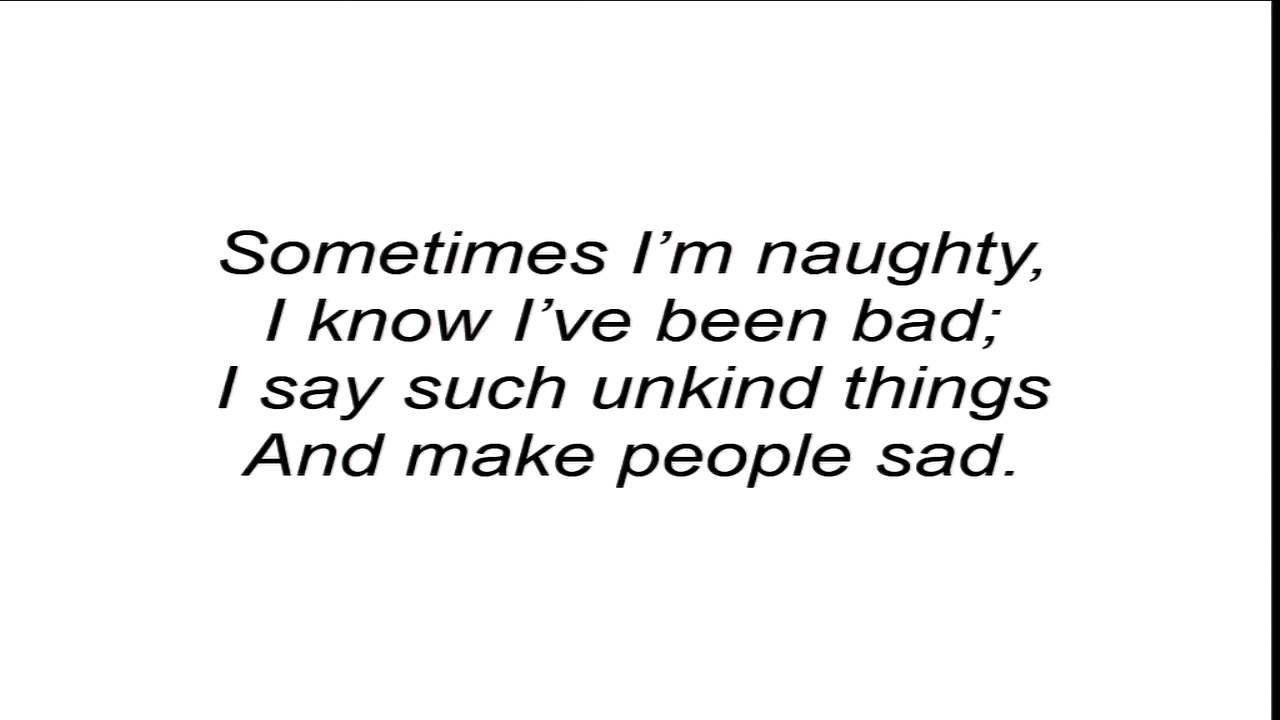 Sometimes I’m naughty,
I know I’ve been bad;
I say such unkind things
And make people sad.